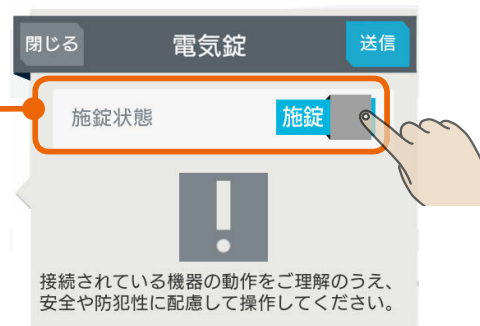 閉じる 電気錠 送信
施錠状態 施錠
接続されている機器の動作をご理解のうえ、
安全や防犯性に配慮して操作してください。